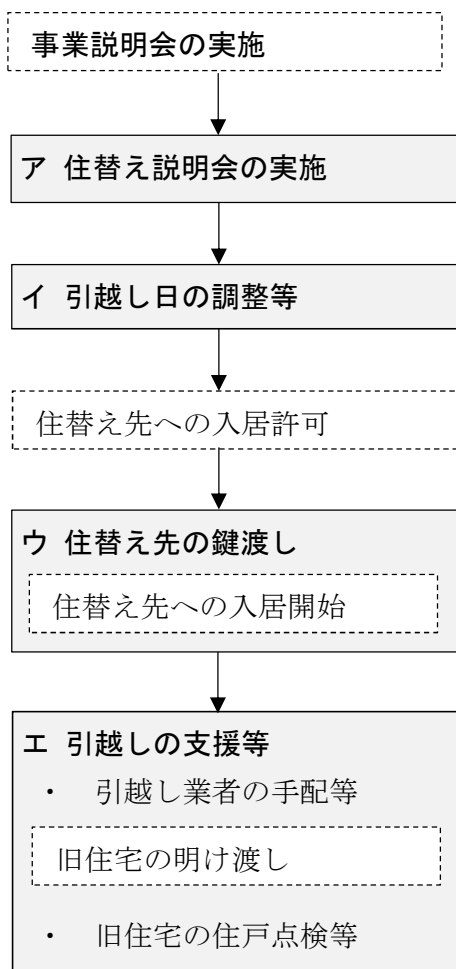 事業説明会の実施
ア 住替え説明会の実施
イ 引越し日の調整等
住替え先への入居許可
ウ 住替え先の鍵渡し
住替え先への入居開始
エ 引越しの支援等
・ 引越し業者の手配等
旧住宅の明け渡し
・ 旧住宅の住戸点検等